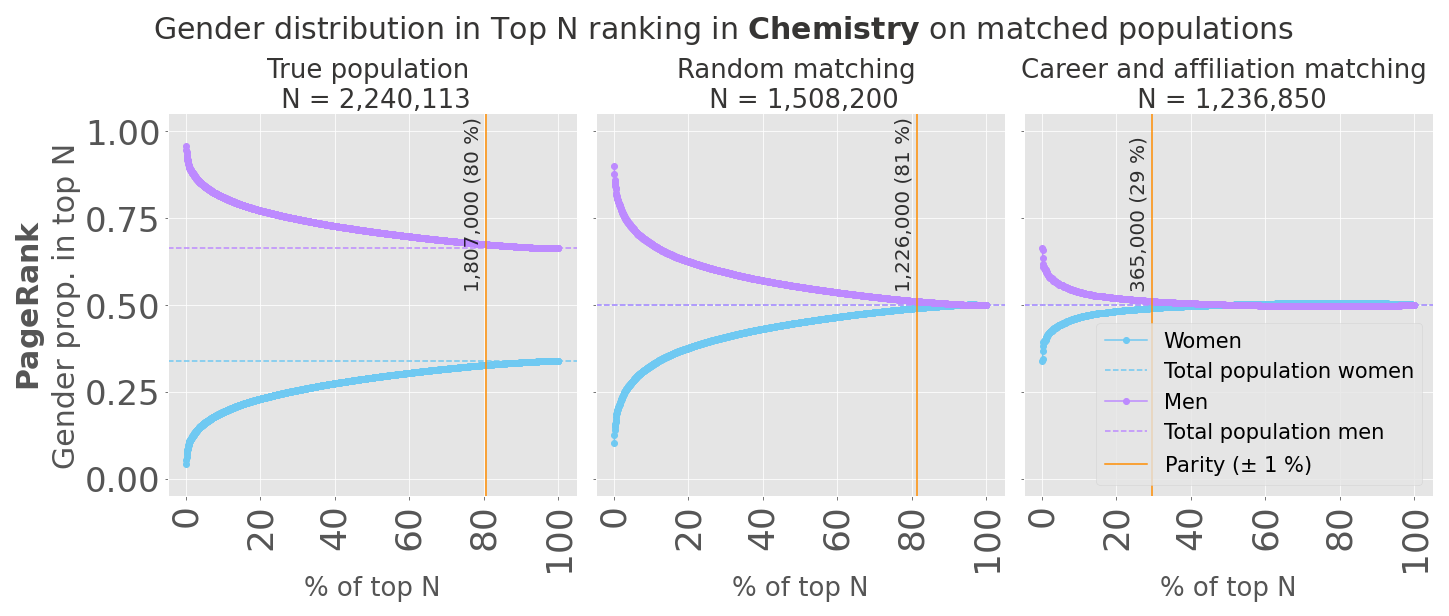 Gender distribution in Top N ranking in Chemistry on matched populations
True population
N = 2,240,113
Random matching
N = 1,508,200
Career and affiliation matching
N = 1,236,850
PageRank
Gender prop. in top N
1.00
0.75
0.50
0.25
0.00
1,807,000 (80 %)
1,226,000 (81 %)
365,000 (29 %)
Women
Total population women
Men
Total population men
Parity (± 1 %)
0 20 40 60 80 100
0 20 40 60 80 100
0 20 40 60 80 100
% of top N
% of top N
% of top N